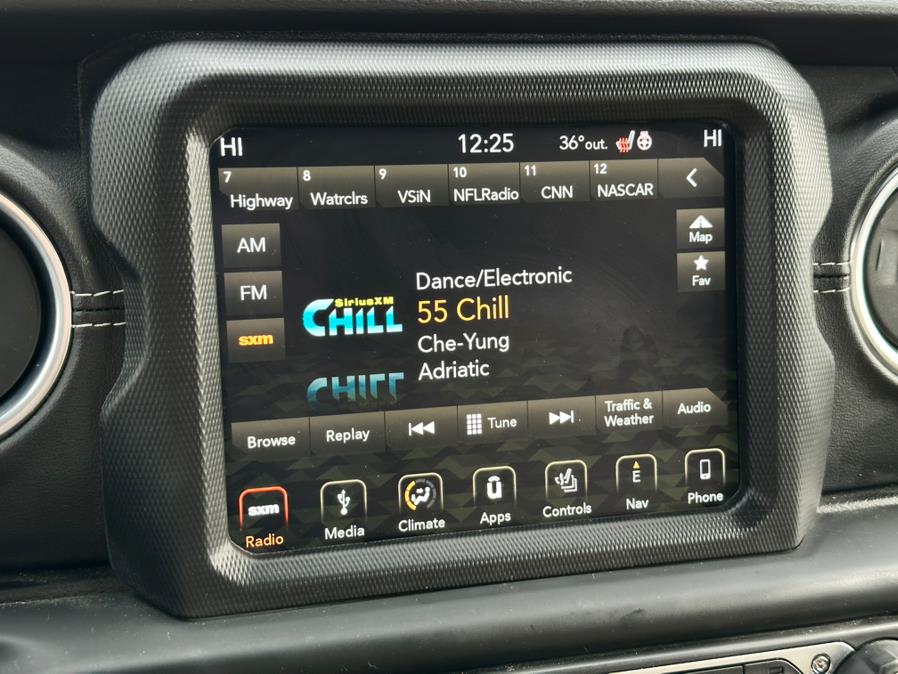 HI 12:25 36°out. HI
7 8 9 10 11 12
Highway Watrclrs VSiN NFLRadio CNN NASCAR
AM
FM
sxm
Map
Fav
SiriusXM
CHILL
Dance/Electronic
55 Chill
Che-Yung
Adriatic
Browse Replay Tune Traffic & Weather Audio
sxm E
Radio Media Climate Apps Controls Nav Phone